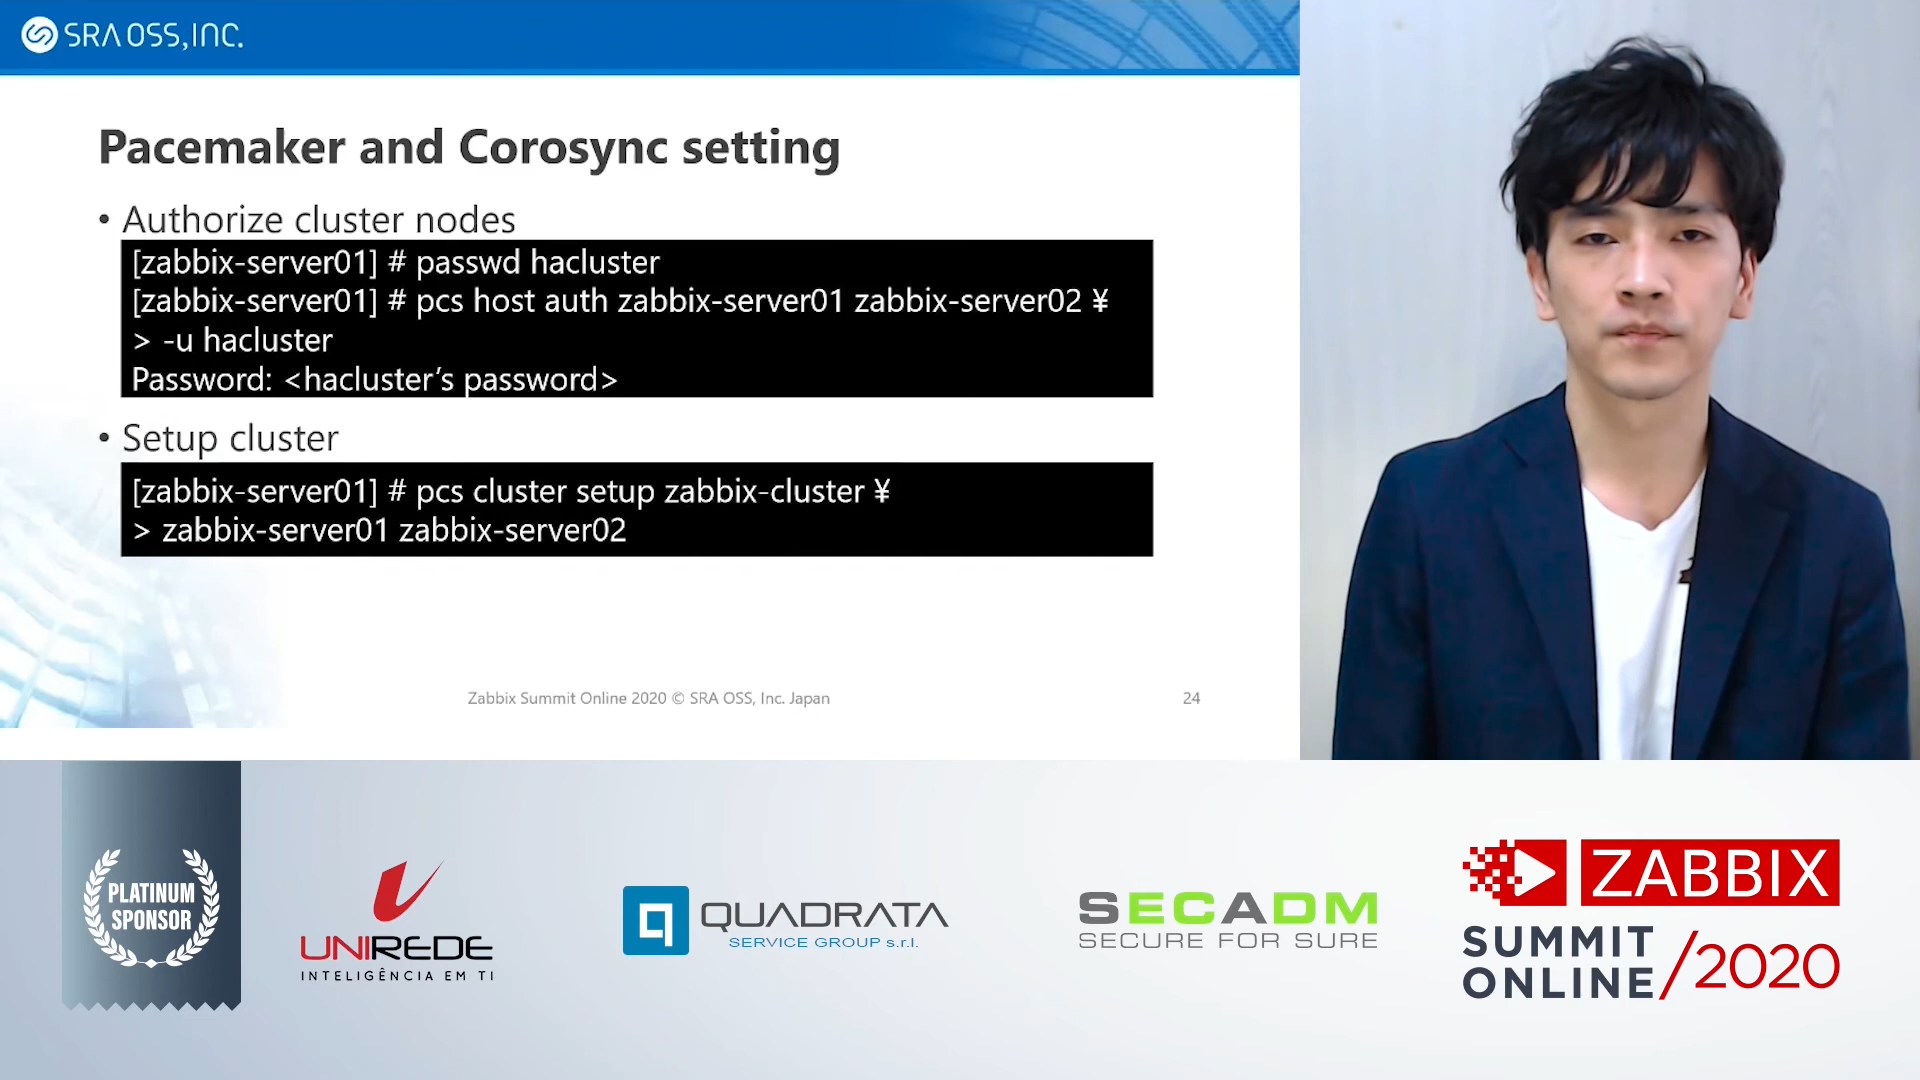 SRA OSS, INC.
Pacemaker and Corosync setting
• Authorize cluster nodes
[zabbix-server01] # passwd hacluster
[zabbix-server01] # pcs host auth zabbix-server01 zabbix-server02 ¥
> -u hacluster
Password: <hacluster’s password>
• Setup cluster
[zabbix-server01] # pcs cluster setup zabbix-cluster ¥
> zabbix-server01 zabbix-server02
Zabbix Summit Online 2020 © SRA OSS, Inc. Japan
24
PLATINUM
SPONSOR
UNIREDE
INTELIGÊNCIA EM TI
QUADRATA
SERVICE GROUP s.r.l.
SECADM
SECURE FOR SURE
ZABBIX
SUMMIT
ONLINE/2020